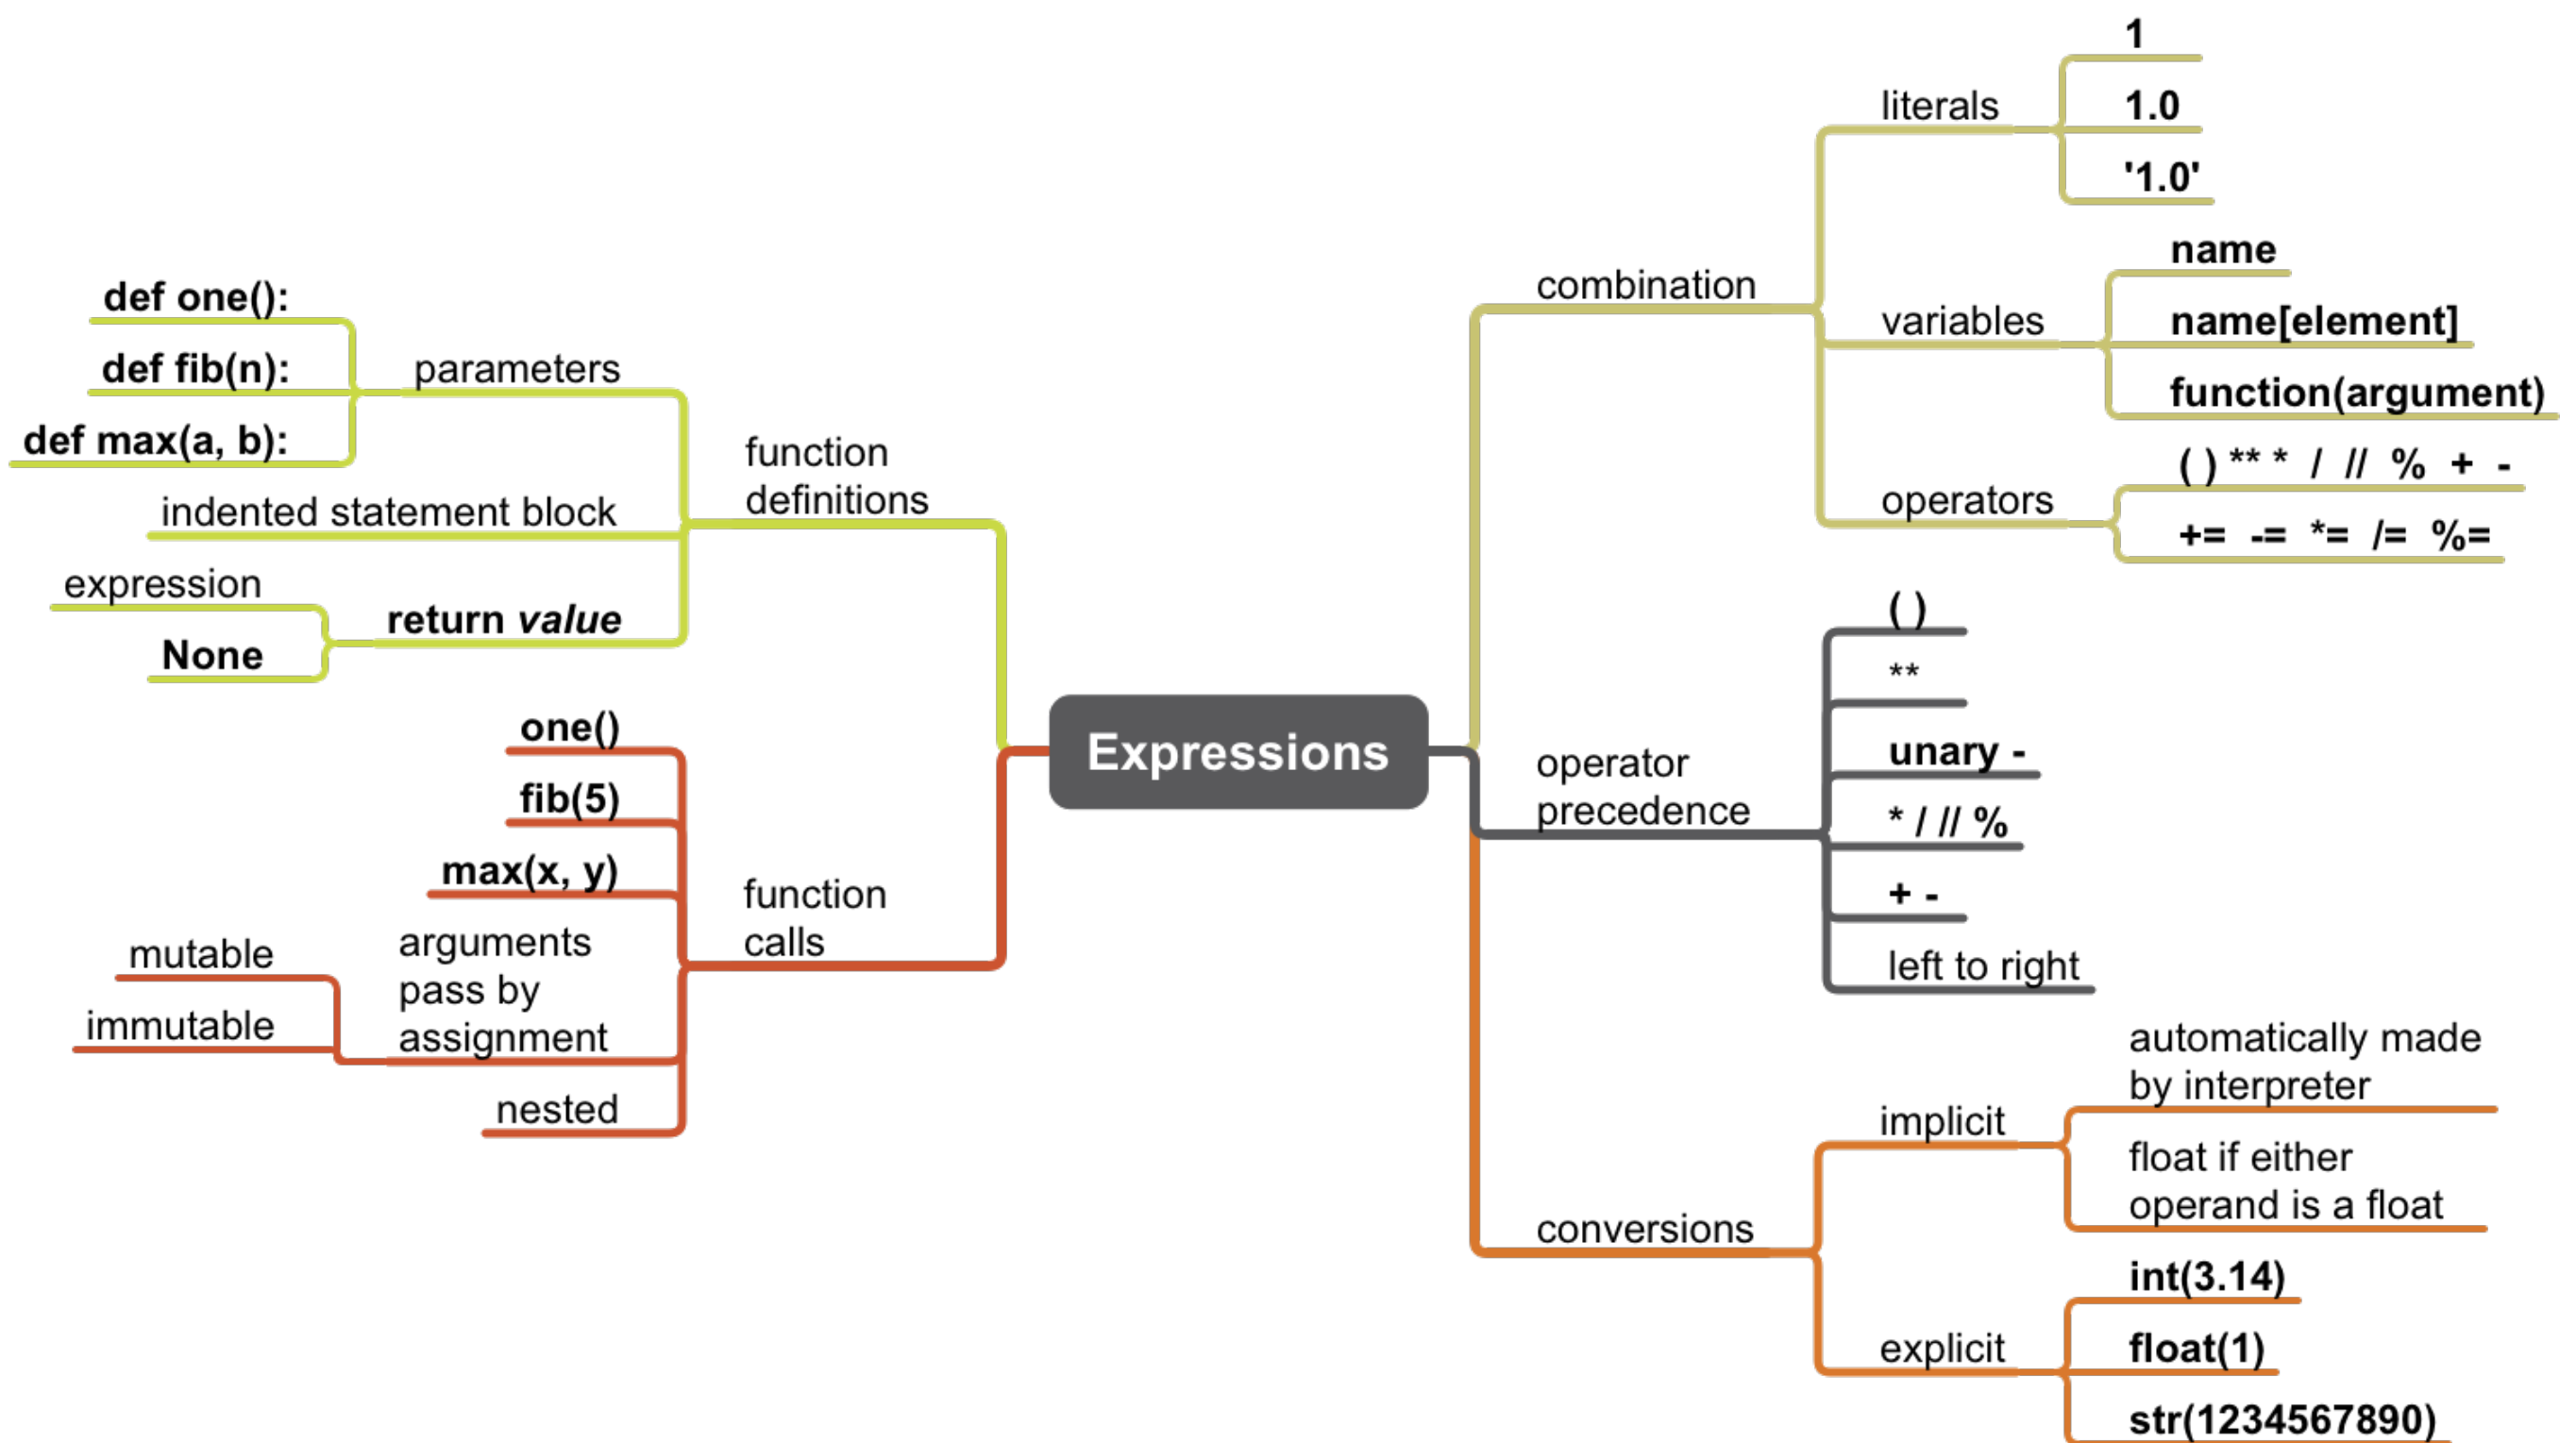 Expressions
combination
literals
1
1.0
'1.0'
variables
name
name[element]
function(argument)
operators
( ) ** * / // % + -
+= -= *= /= %=
operator
precedence
( )
**
unary -
* / // %
+ -
left to right
conversions
implicit
automatically made
by interpreter
float if either
operand is a float
explicit
int(3.14)
float(1)
str(1234567890)
function
definitions
parameters
def one():
def fib(n):
def max(a, b):
indented statement block
return value
expression
None
function
calls
one()
fib(5)
max(x, y)
arguments
pass by
assignment
mutable
immutable
nested